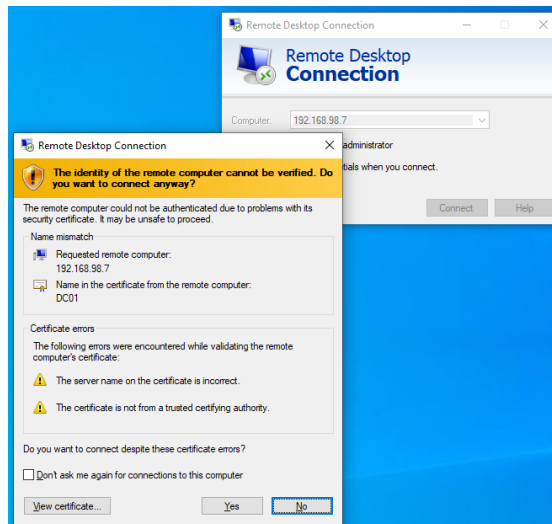 Remote Desktop Connection
Remote Desktop
Connection
Computer:
192.168.98.7
administrator
when you connect.
Connect
Help
Remote Desktop Connection
The identity of the remote computer cannot be verified. Do
you want to connect anyway?
The remote computer could not be authenticated due to problems with its
security certificate. It may be unsafe to proceed.
Name mismatch
Requested remote computer:
192.168.98.7
Name in the certificate from the remote computer:
DC01
Certificate errors
The following errors were encountered while validating the remote
computer's certificate:
The server name on the certificate is incorrect.
The certificate is not from a trusted certifying authority.
Do you want to connect despite these certificate errors?
Don't ask me again for connections to this computer
View certificate...
Yes
No